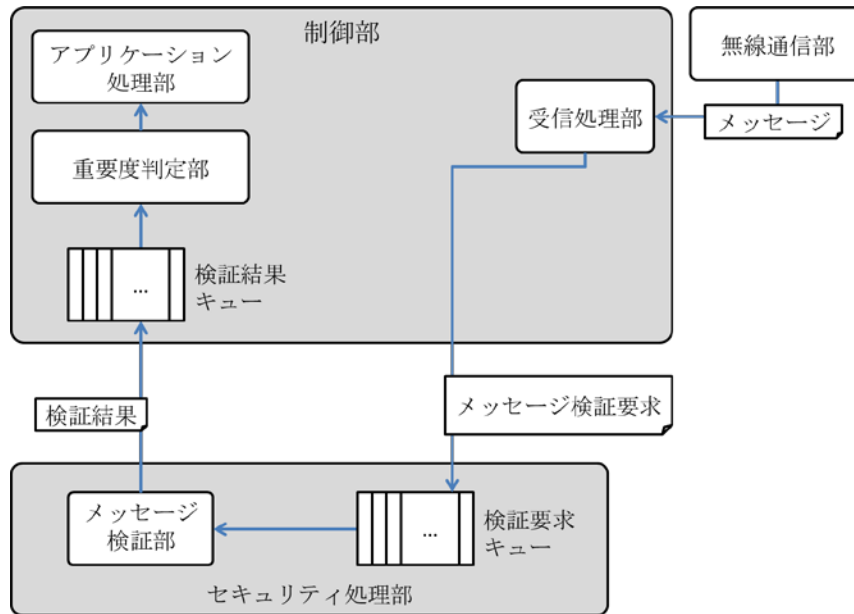 制御部
アプリケーション
処理部
無線通信部
受信処理部
メッセージ
重要度判定部
...
検証結果
キュー
検証結果
メッセージ検証要求
メッセージ
検証部
...
検証要求
キュー
セキュリティ処理部